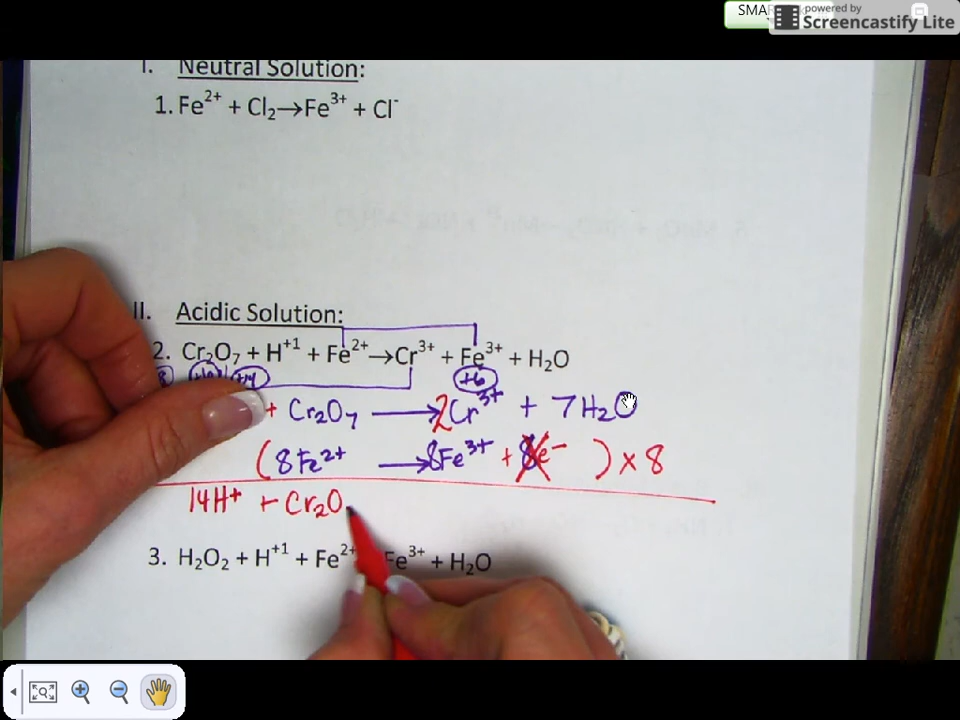 SMA
powered by
Screencastify Lite
I. Neutral Solution:
1. Fe²⁺ + Cl₂→Fe³⁺ + Cl⁻
II. Acidic Solution:
2. Cr₂O₇ + H⁺¹ + Fe²⁺→Cr³⁺ + Fe³⁺ + H₂O
+6
+ Cr₂O₇ → 2Cr³⁺ + 7H₂O
(8Fe²⁺ → 8Fe³⁺ + 8e⁻ ) × 8
14H⁺ + Cr₂O
3. H₂O₂ + H⁺¹ + Fe²⁺ Fe³⁺ + H₂O